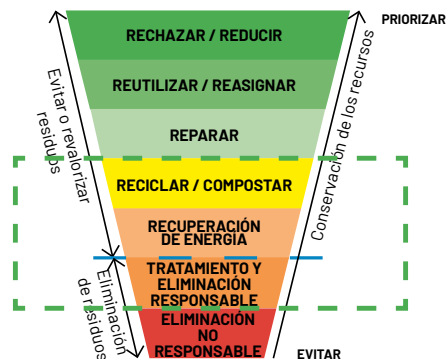 PRIORIZAR
RECHAZAR / REDUCIR
REUTILIZAR / REASIGNAR
REPARAR
RECICLAR / COMPOSTAR
RECUPERACIÓN
DE ENERGÍA
TRATAMIENTO Y
ELIMINACIÓN
RESPONSABLE
ELIMINACIÓN
NO
RESPONSABLE
EVITAR
Evitar o revalorizar
residuos
Eliminación
de residuos
Conservación de los recursos